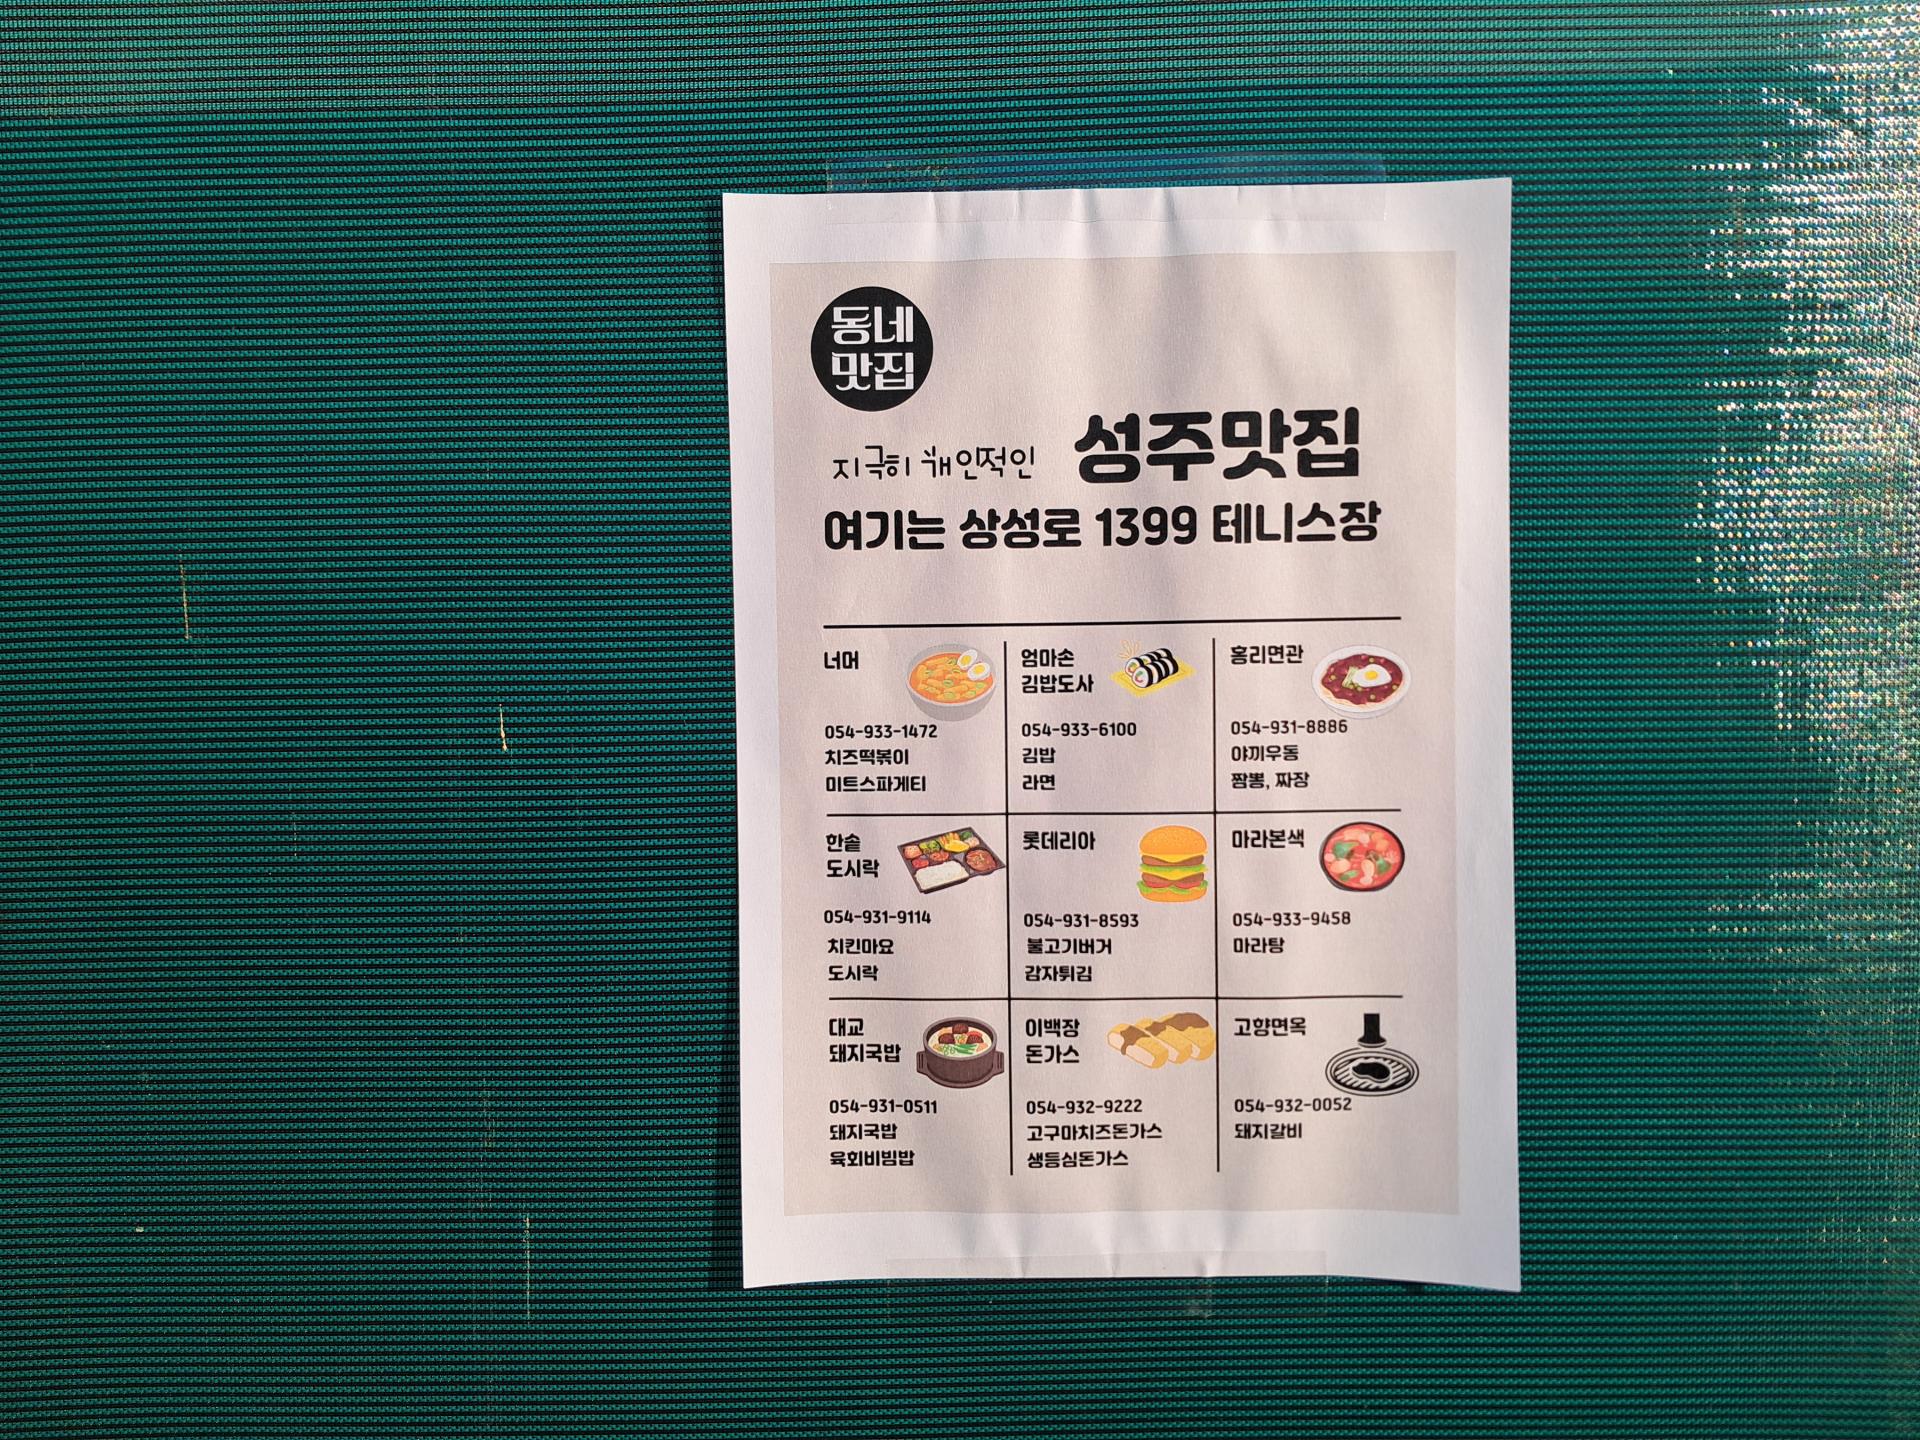 동네
맛집
지극히 개인적인 성주맛집
여기는 상성로 1399 테니스장
너머
054-933-1472
치즈떡볶이
미트스파게티
엄마손
김밥도사
054-933-6100
김밥
라면
홍리면관
054-931-8886
야끼우동
짬뽕, 짜장
한솥
도시락
054-931-9114
치킨마요
도시락
롯데리아
054-931-8593
불고기버거
감자튀김
마라본색
054-933-9458
마라탕
대교
돼지국밥
054-931-0511
돼지국밥
육회비빔밥
이백장
돈가스
054-932-9222
고구마치즈돈가스
생등심돈가스
고향면옥
054-932-0052
돼지갈비